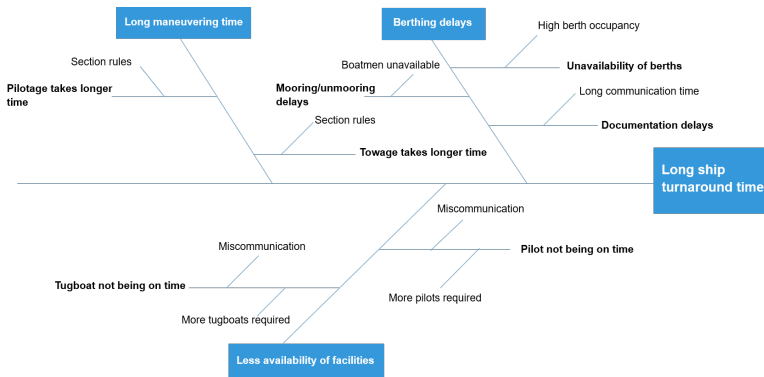 Long maneuvering time
Berthing delays
High berth occupancy
Section rules
Boatmen unavailable
Unavailability of berths
Pilotage takes longer
time
Mooring/unmooring
delays
Long communication time
Section rules
Documentation delays
Towage takes longer time
Long ship
turnaround time
Miscommunication
Miscommunication
Pilot not being on time
Tugboat not being on time
More pilots required
More tugboats required
Less availability of facilities